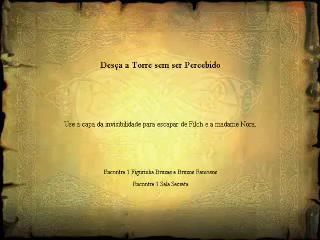 Desça a Torre sem ser Percebido
Use a capa da invisibilidade para escapar de Filch e a madame Nora.
Encontre 1 Figurinha Bruxas e Bruxos Famosos
Encontre 1 Sala Secreta